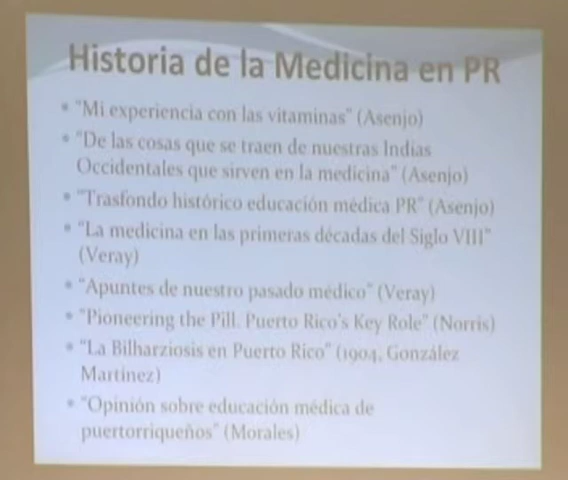 Historia de la Medicina en PR
• "Mi experiencia con las vitaminas" (Asenjo)
• "De las cosas que se traen de nuestras Indias
Occidentales que sirven en la medicina" (Asenjo)
• "Trasfondo histórico educación médica PR" (Asenjo)
• "La medicina en las primeras décadas del Siglo VIII"
(Veray)
• "Apuntes de nuestro pasado médico" (Veray)
• "Pioneering the Pill. Puerto Rico's Key Role" (Norris)
• "La Bilharziosis en Puerto Rico" (1904, González
Martínez)
• "Opinión sobre educación médica de
puertorriqueños" (Morales)